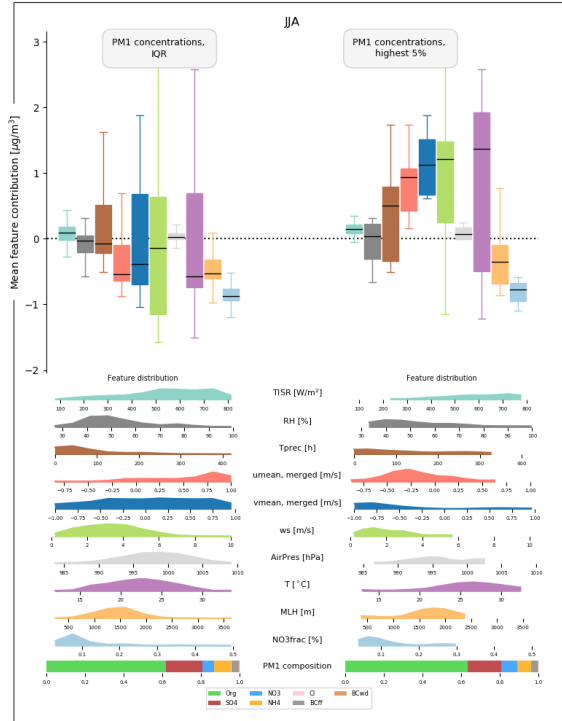 JJA
PM1 concentrations,
IQR
PM1 concentrations,
highest 5%
Mean feature contribution [µg/m³]
3
2
1
0
−1
−2
Feature distribution
Feature distribution
TISR [W/m²]
100 200 300 400 500 600 700 800
100 200 300 400 500 600 700 800
RH [%]
30 40 50 60 70 80 90 100
30 40 50 60 70 80 90 100
Tprec [h]
0 100 200 300 400
0 100 200 300 400
umean, merged [m/s]
−0.75 −0.50 −0.25 0.00 0.25 0.50 0.75 1.00
−0.75 −0.50 −0.25 0.00 0.25 0.50 1.00
vmean, merged [m/s]
−1.00 −0.75 −0.50 −0.25 0.00 0.25 0.50 0.75 1.00
−1.00 −0.75 −0.50 −0.25 0.00 0.25 0.50 0.75 1.00
ws [m/s]
0 2 4 6 8 10
0 2 4 6 8 10
AirPres [hPa]
985 990 995 1000 1005 1010
985 990 995 1000 1005 1010
T [°C]
15 20 25 30
15 20 25 30
MLH [m]
500 1000 1500 2000 2500 3000 3500
500 1000 1500 2000 2500 3000 3500
NO3frac [%]
0.1 0.2 0.3 0.4 0.5
0.1 0.2 0.3 0.4 0.5
PM1 composition
0.0 0.2 0.4 0.6 0.8 1.0
0.0 0.2 0.4 0.6 0.8 1.0
Org NO3 Cl BCwd
SO4 NH4 BCff